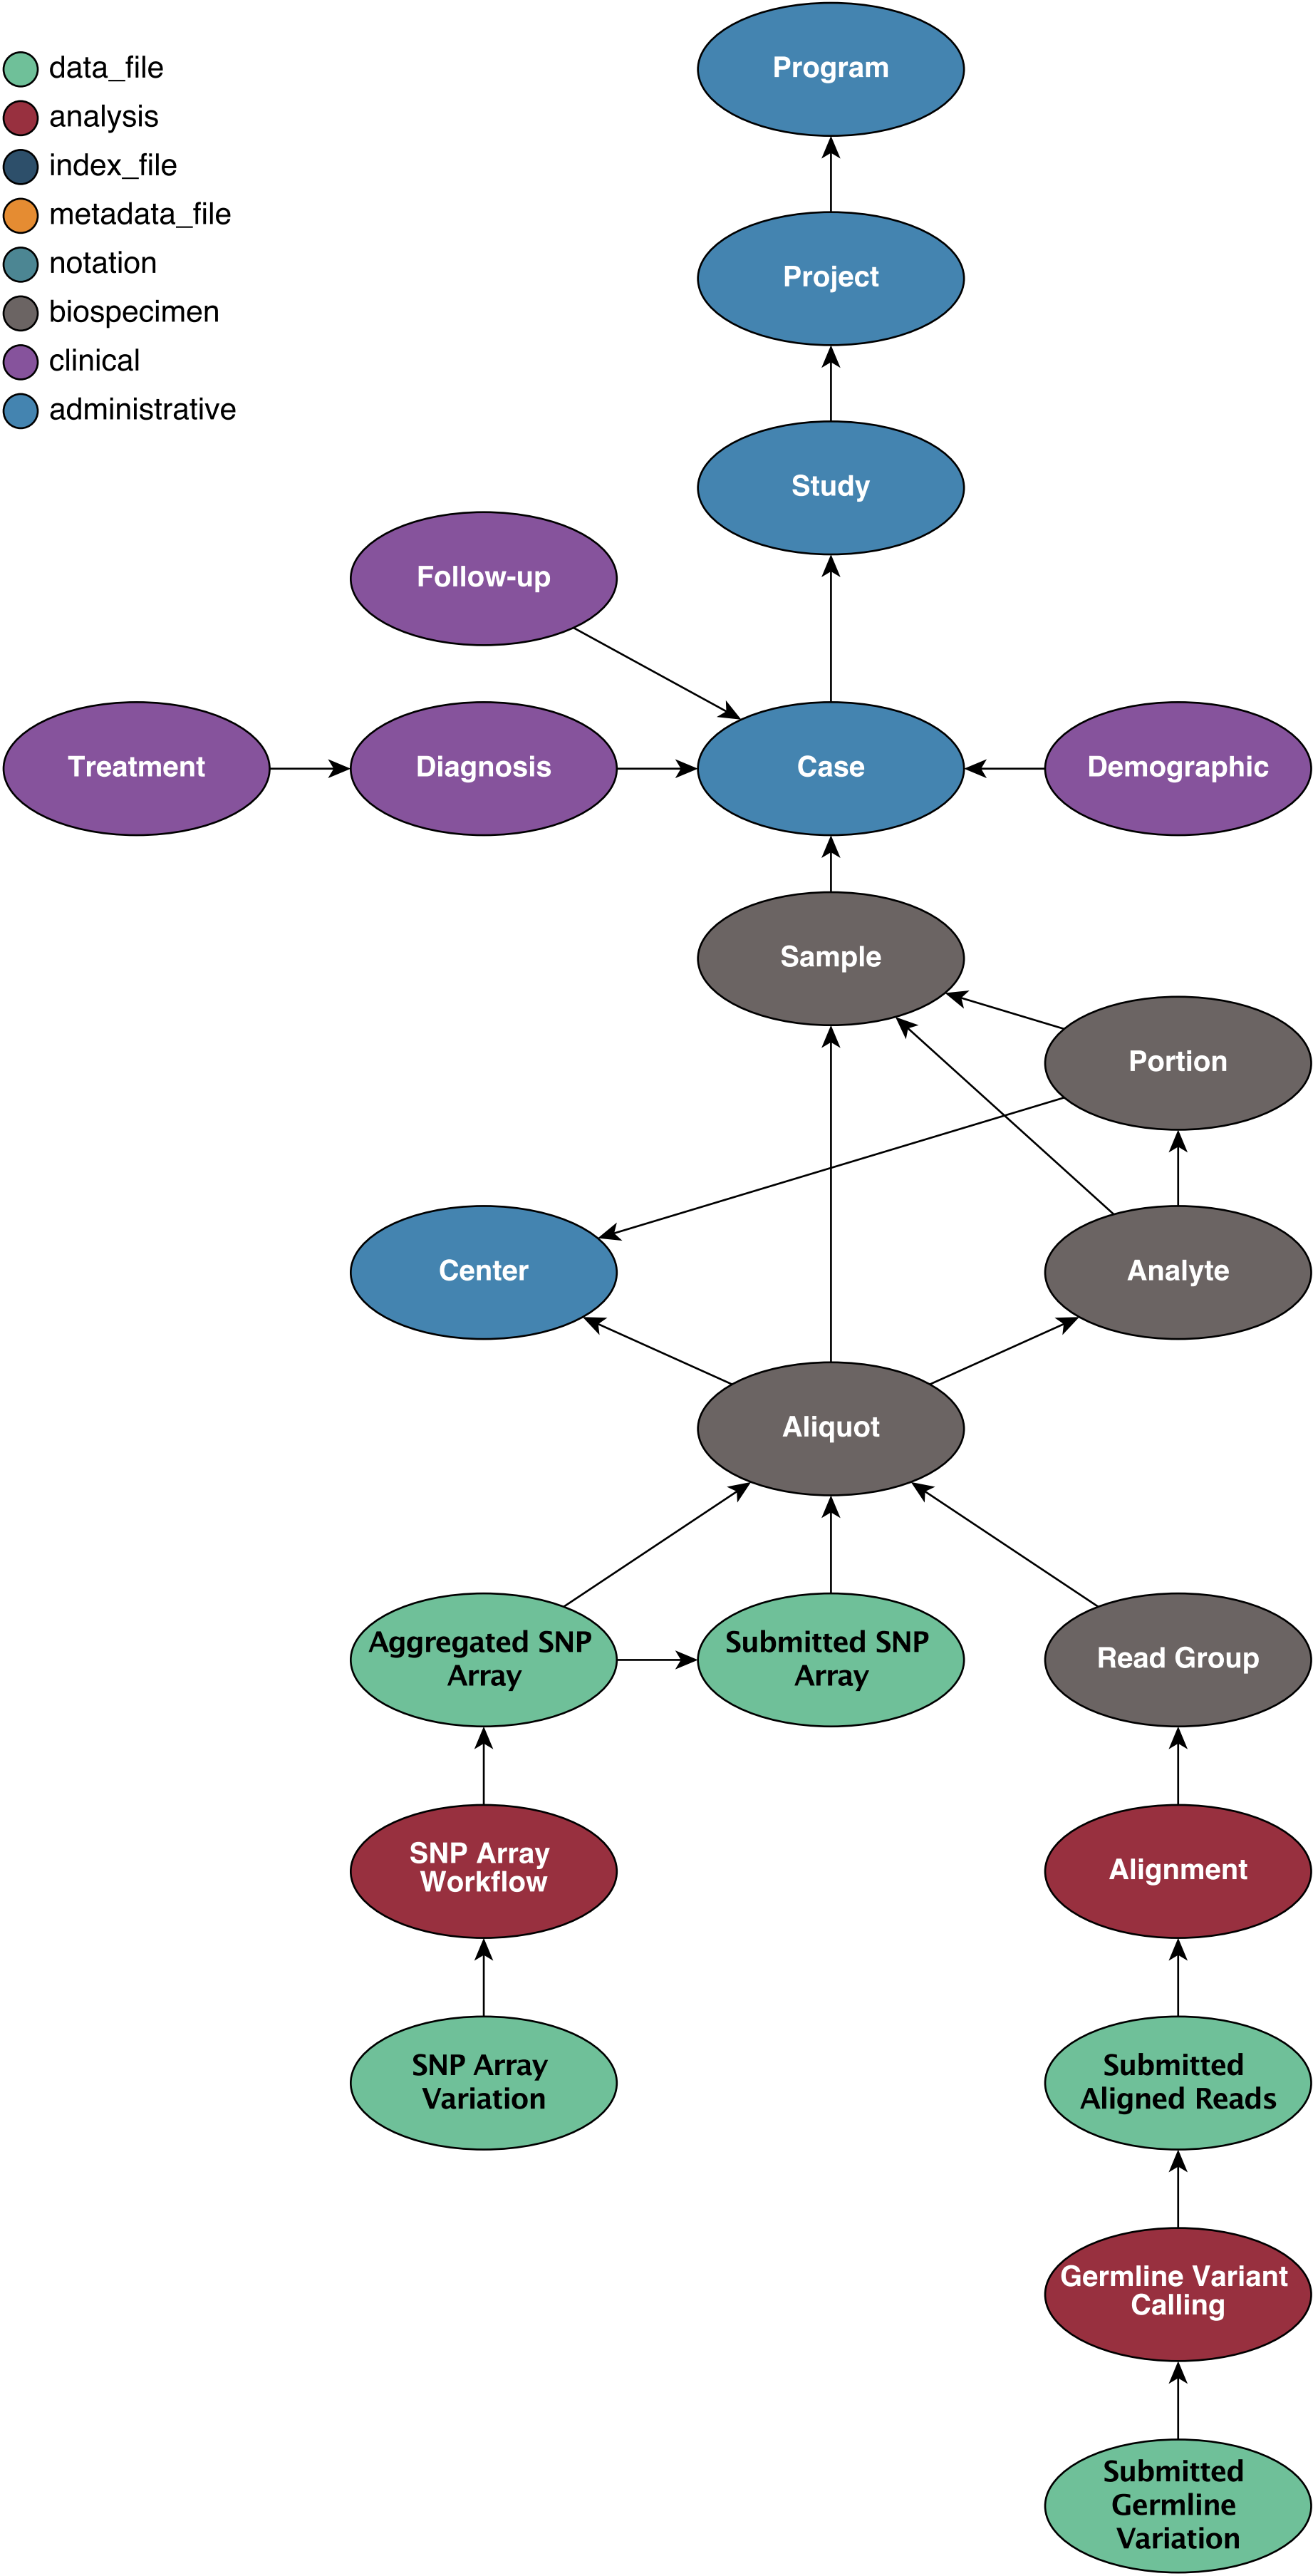 data_file
analysis
index_file
metadata_file
notation
biospecimen
clinical
administrative
Program
Project
Study
Follow-up
Treatment
Diagnosis
Case
Demographic
Sample
Portion
Center
Analyte
Aliquot
Aggregated SNP
Array
Submitted SNP
Array
Read Group
SNP Array
Workflow
Alignment
SNP Array
Variation
Submitted
Aligned Reads
Germline Variant
Calling
Submitted
Germline
Variation